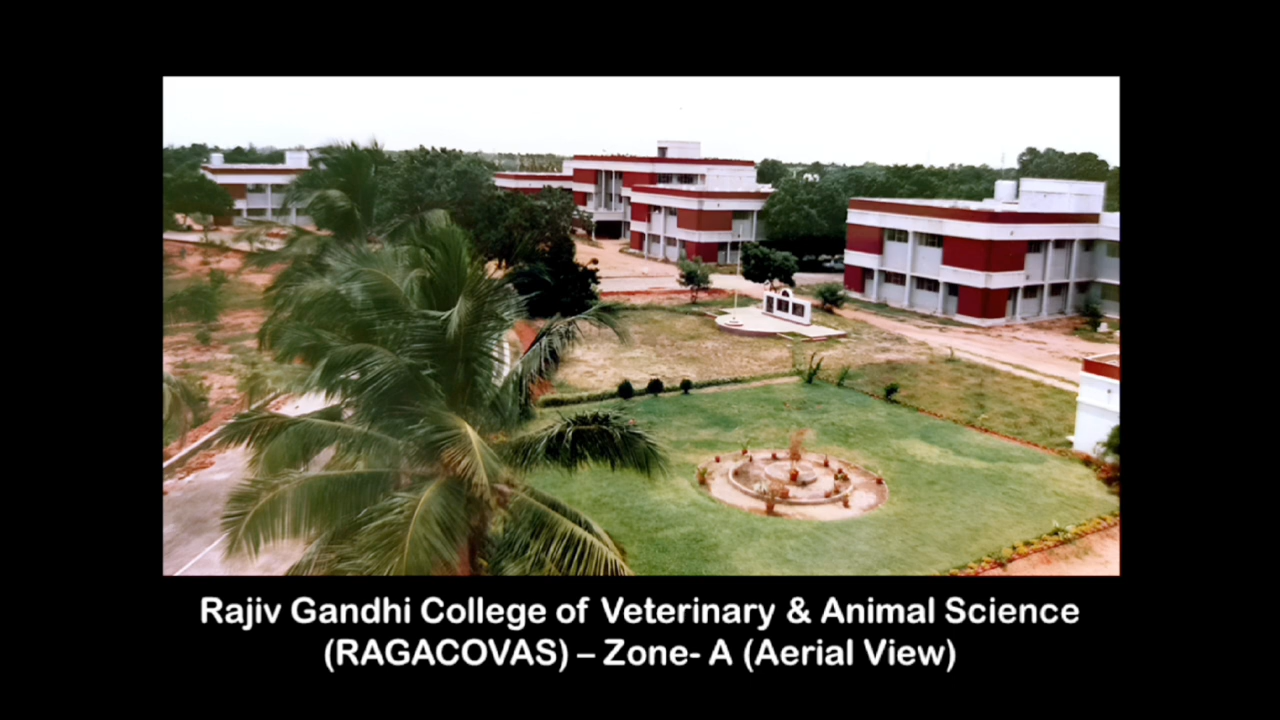 Rajiv Gandhi College of Veterinary & Animal Science
(RAGACOVAS) – Zone- A (Aerial View)